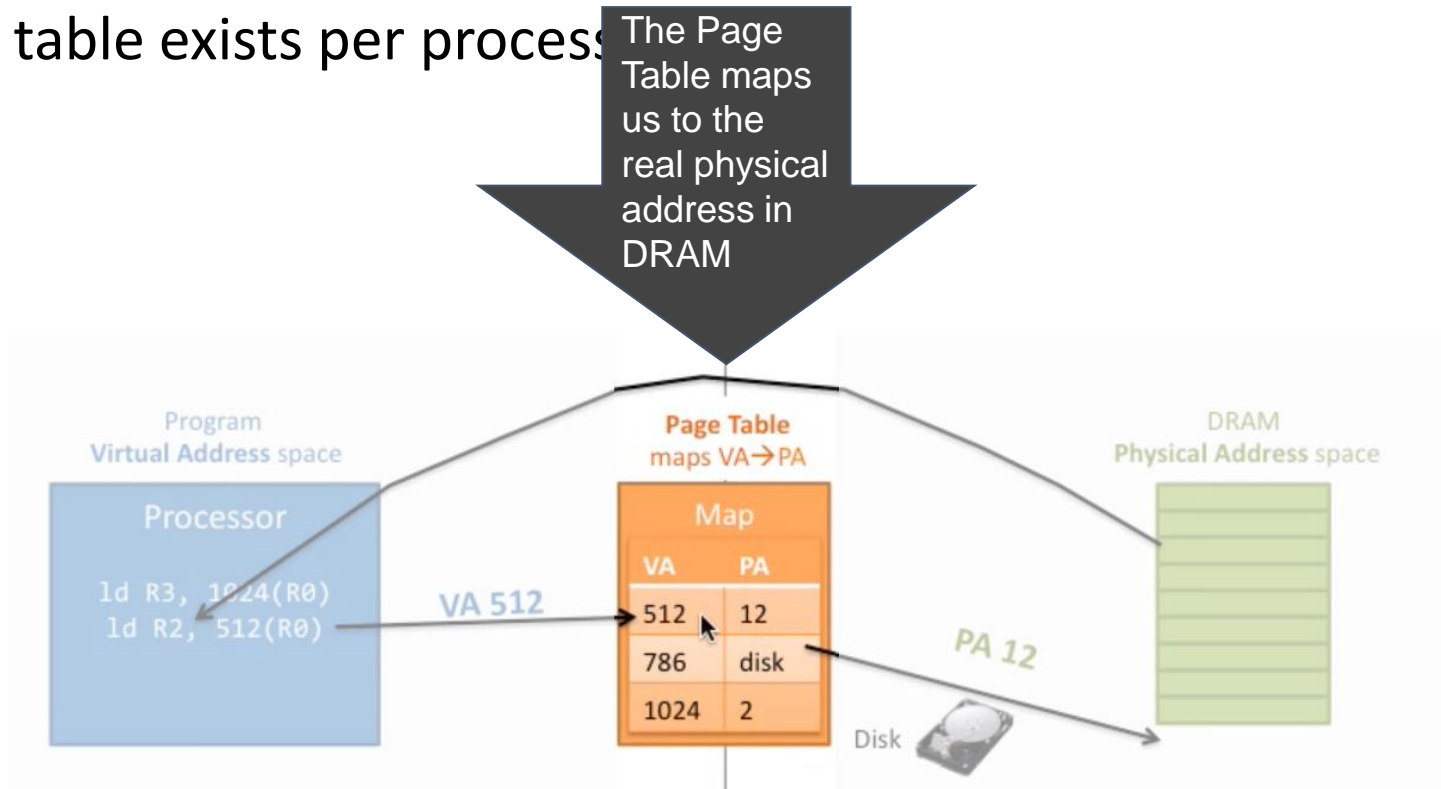 table exists per process
The Page
Table maps
us to the
real physical
address in
DRAM
Program
Virtual Address space
Page Table
maps VA→PA
DRAM
Physical Address space
Processor
ld R3, 1024(R0)
ld R2, 512(R0)
VA 512
Map
VA PA
512 12
786 disk
1024 2
PA 12
Disk